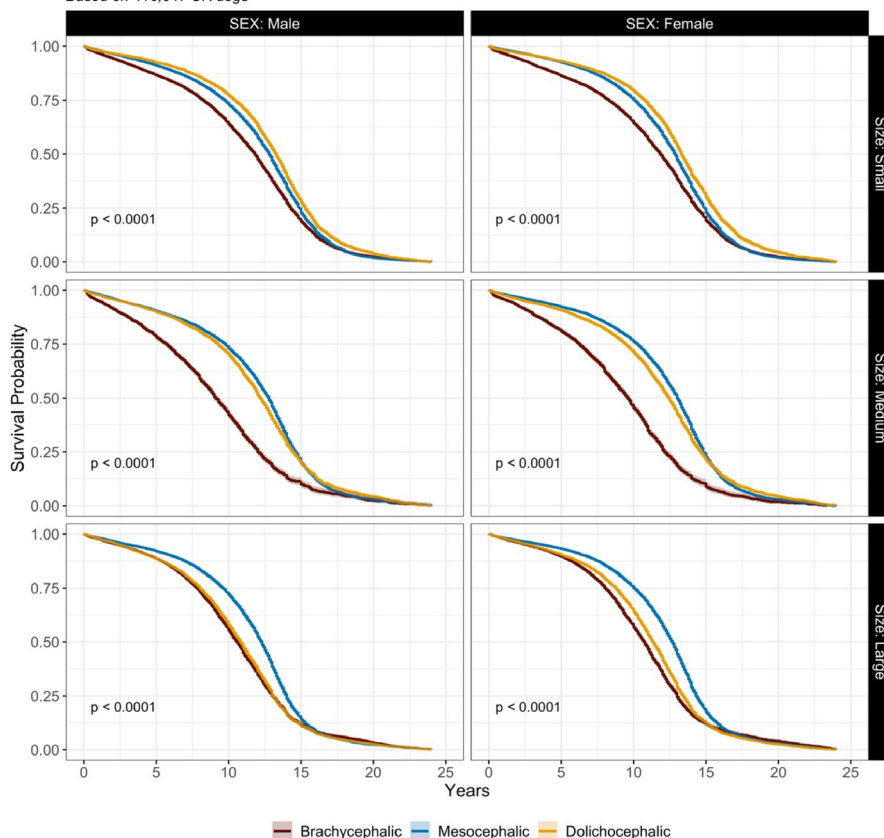 SEX: Male
SEX: Female
1.00
0.75
0.50
0.25
0.00
p < 0.0001
p < 0.0001
Size: Small
1.00
0.75
0.50
0.25
0.00
p < 0.0001
p < 0.0001
Size: Medium
Survival Probability
1.00
0.75
0.50
0.25
0.00
p < 0.0001
p < 0.0001
Size: Large
0 5 10 15 20 25
0 5 10 15 20 25
Years
Brachycephalic Mesocephalic Dolichocephalic